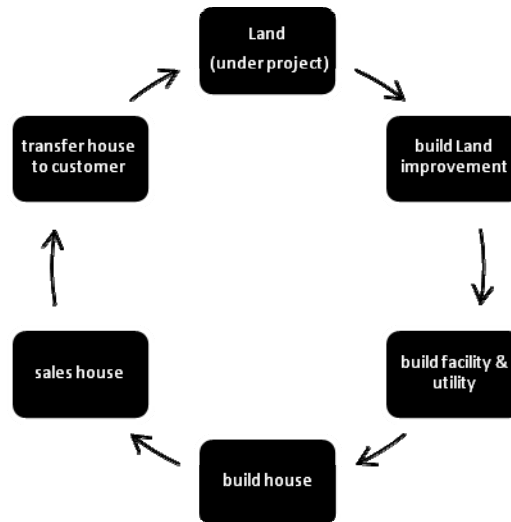 Land
(under project)
build Land
improvement
build facility &
utility
build house
sales house
transfer house
to customer